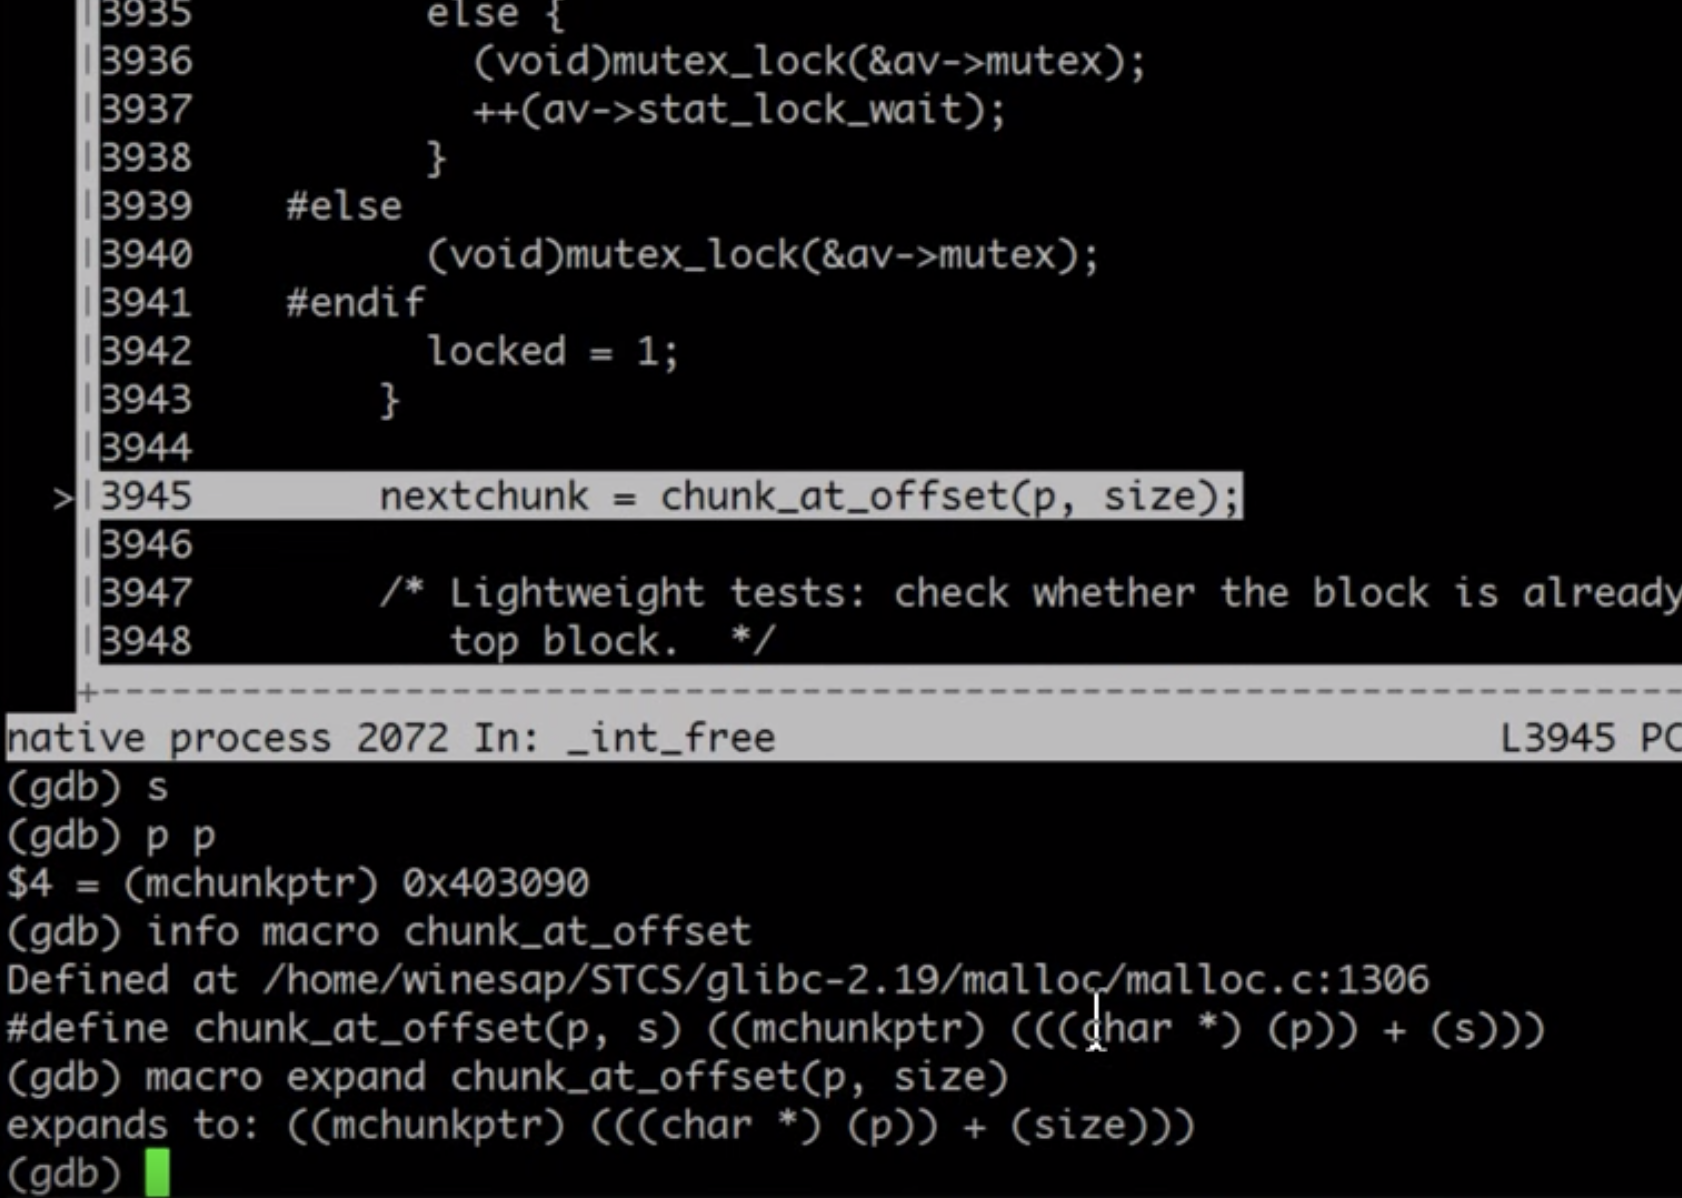 3935 else {
3936 (void)mutex_lock(&av->mutex);
3937 ++(av->stat_lock_wait);
3938 }
3939 #else
3940 (void)mutex_lock(&av->mutex);
3941 #endif
3942 locked = 1;
3943 }
3944
> 3945 nextchunk = chunk_at_offset(p, size);
3946
3947 /* Lightweight tests: check whether the block is already
3948 top block. */
native process 2072 In: _int_free L3945 PC
(gdb) s
(gdb) p p
$4 = (mchunkptr) 0x403090
(gdb) info macro chunk_at_offset
Defined at /home/winesap/STCS/glibc-2.19/malloc/malloc.c:1306
#define chunk_at_offset(p, s) ((mchunkptr) (((char *) (p)) + (s)))
(gdb) macro expand chunk_at_offset(p, size)
expands to: ((mchunkptr) (((char *) (p)) + (size)))
(gdb)